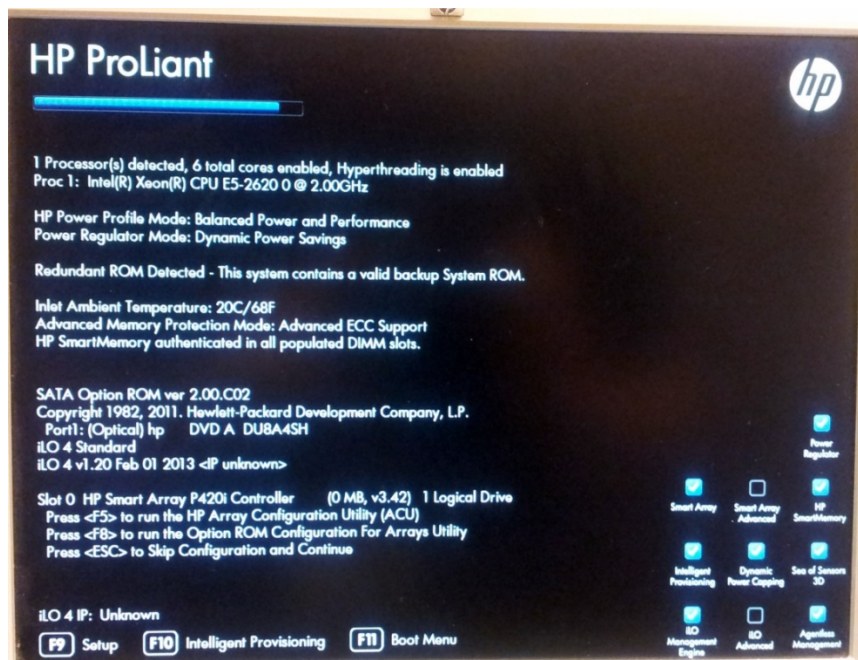 HP ProLiant
hp
1 Processor(s) detected, 6 total cores enabled, Hyperthreading is enabled
Proc 1: Intel(R) Xeon(R) CPU E5-2620 0 @ 2.00GHz
HP Power Profile Mode: Balanced Power and Performance
Power Regulator Mode: Dynamic Power Savings
Redundant ROM Detected - This system contains a valid backup System ROM.
Inlet Ambient Temperature: 20C/68F
Advanced Memory Protection Mode: Advanced ECC Support
HP SmartMemory authenticated in all populated DIMM slots.
SATA Option ROM ver 2.00.C02
Copyright 1982, 2011. Hewlett-Packard Development Company, L.P.
Port1: (Optical) hp DVD A DU8A4SH
iLO 4 Standard
iLO 4 v1.20 Feb 01 2013 <IP unknown>
Slot 0 HP Smart Array P420i Controller (0 MB, v3.42) 1 Logical Drive
Press <F5> to run the HP Array Configuration Utility (ACU)
Press <F8> to run the Option ROM Configuration For Arrays Utility
Press <ESC> to Skip Configuration and Continue
Power
Regulator
Smart Array
Smart Array
Advanced
HP
SmartMemory
Intelligent
Provisioning
Dynamic
Power Capping
Sea of Sensors
3D
iLO
Management
Engine
iLO
Advanced
Agentless
Management
iLO 4 IP: Unknown
F9 Setup F10 Intelligent Provisioning F11 Boot Menu